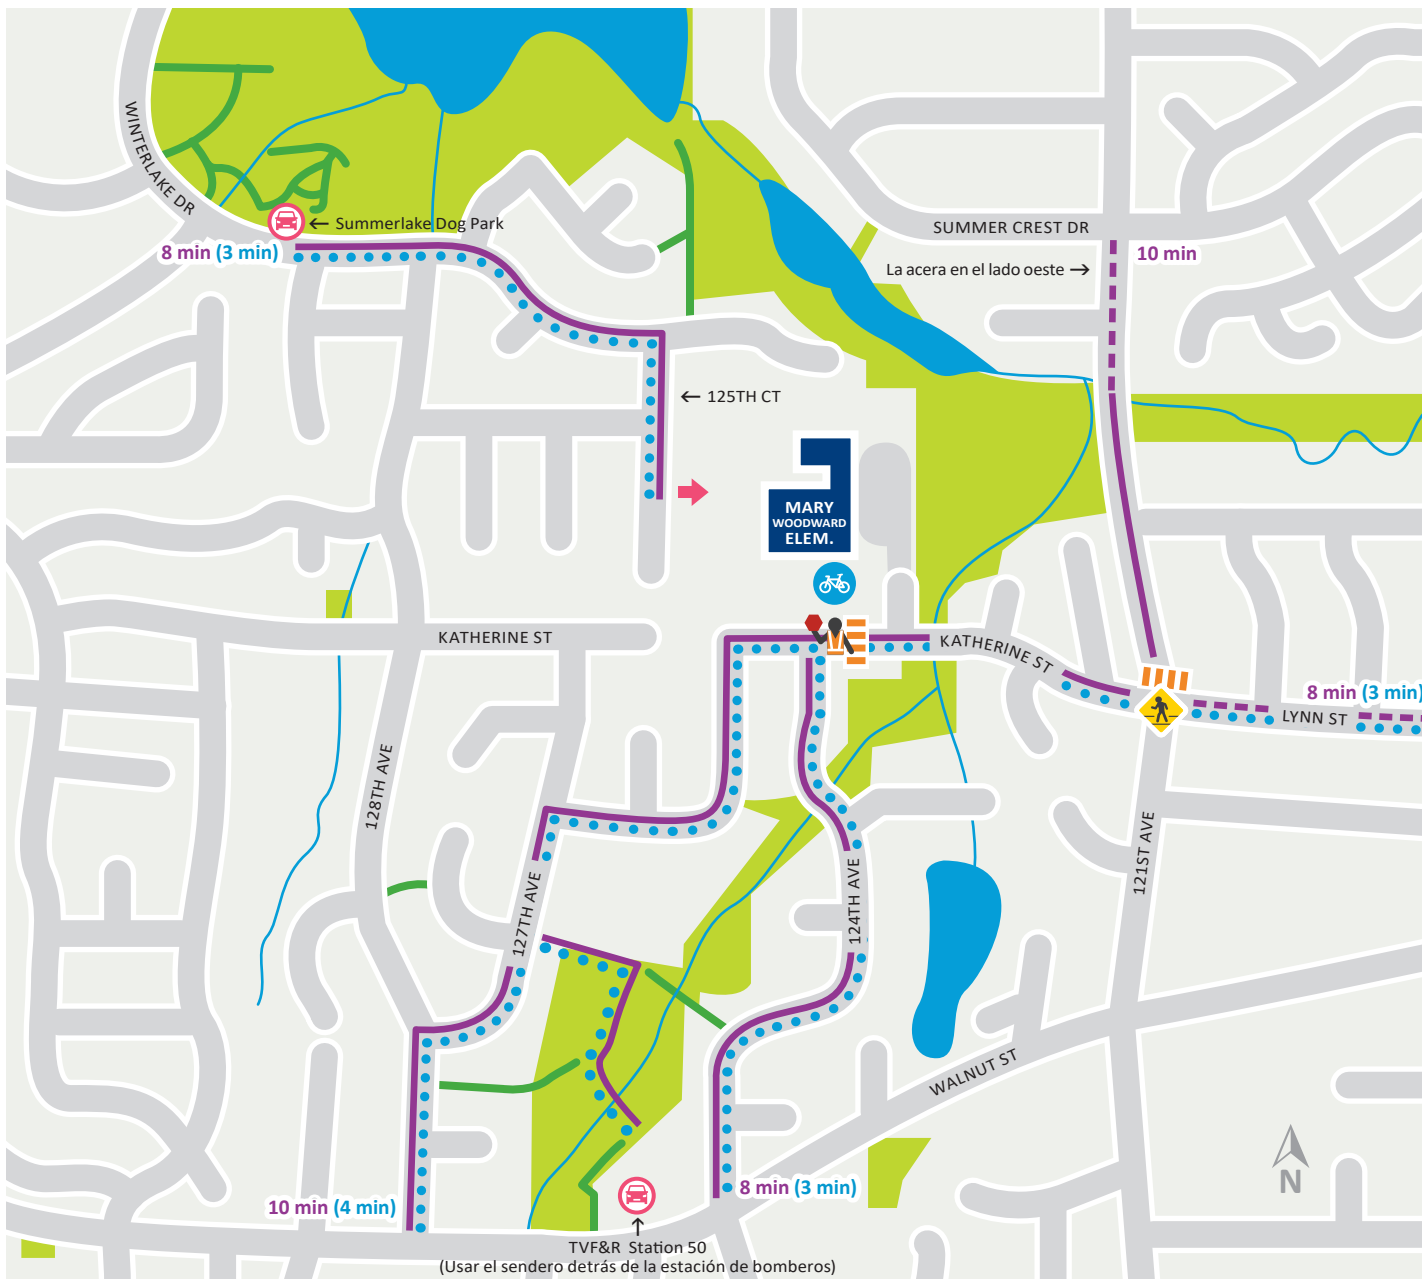 WINTERLAKE DR
← Summerlake Dog Park
8 min (3 min)
SUMMER CREST DR
10 min
La acera en el lado oeste →
← 125TH CT
MARY
WOODWARD
ELEM.
KATHERINE ST
KATHERINE ST
8 min (3 min)
LYNN ST
128TH AVE
121ST AVE
127TH AVE
124TH AVE
WALNUT ST
N
10 min (4 min)
8 min (3 min)
↑
TVF&R Station 50
(Usar el sendero detrás de la estación de bomberos)